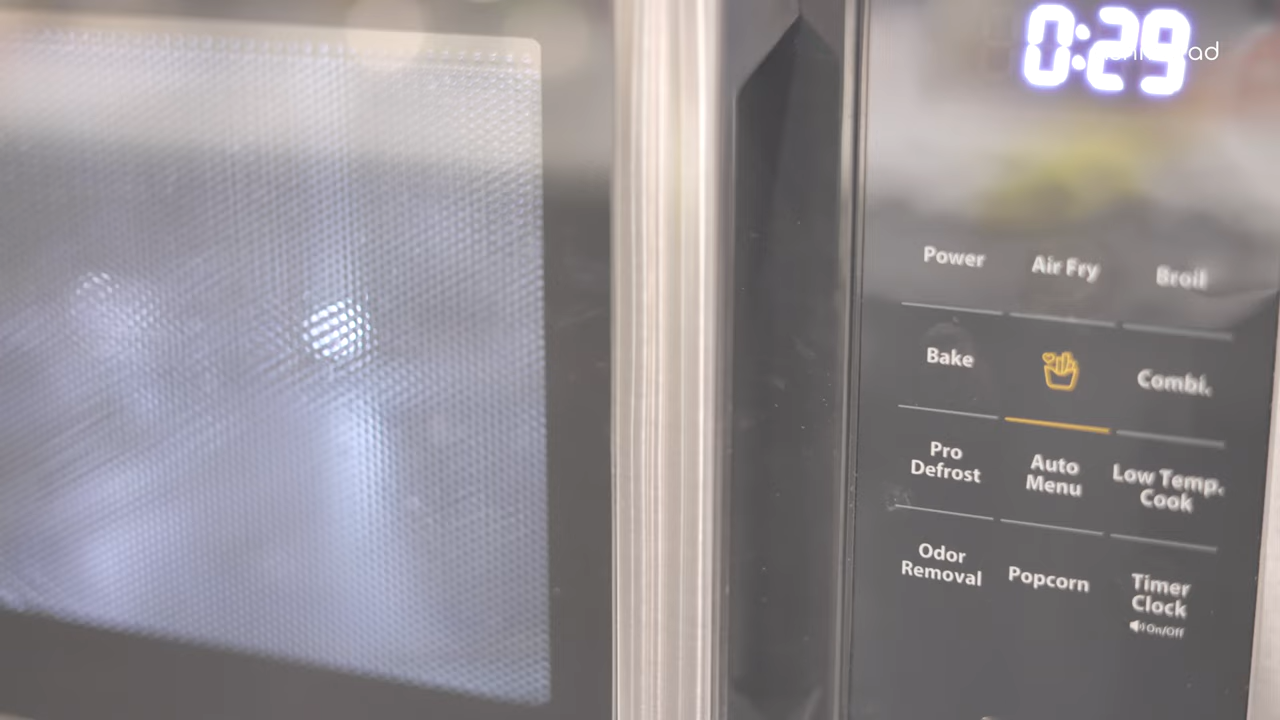 0:29
Power
Air Fry
Broil
Bake
Combi.
Pro
Defrost
Auto
Menu
Low Temp.
Cook
Odor
Removal
Popcorn
Timer
Clock
On/Off